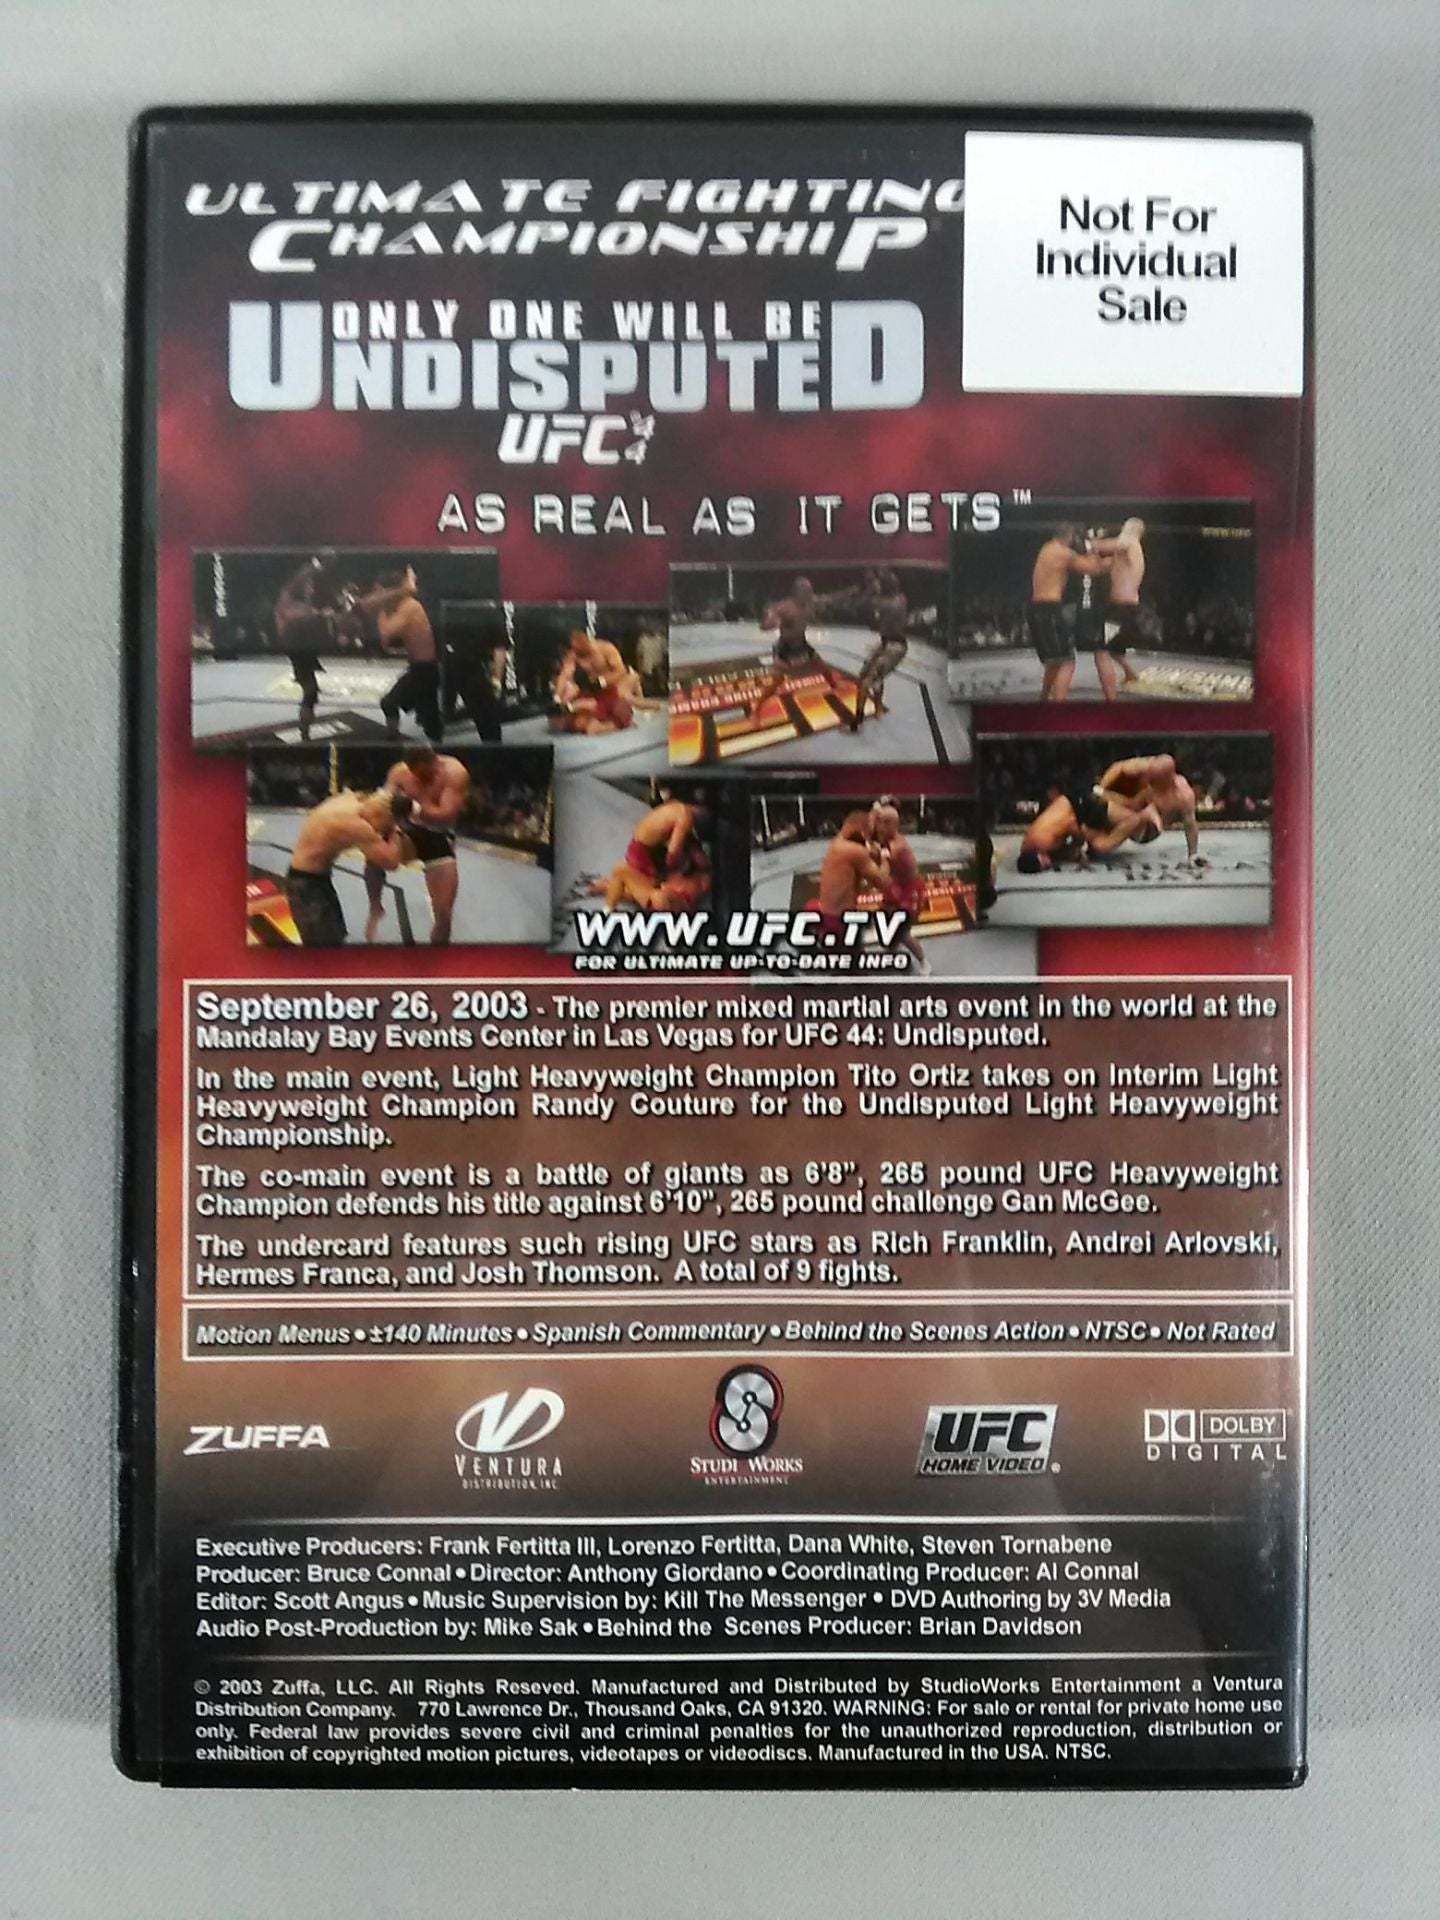 ULTIMATE FIGHTING
CHAMPIONSHIP
Not For
Individual
Sale
ONLY ONE WILL BE
UNDISPUTED
UFC 44
AS REAL AS IT GETS™
WWW.UFC.TV
FOR ULTIMATE UP-TO-DATE INFO
September 26, 2003 - The premier mixed martial arts event in the world at the
Mandalay Bay Events Center in Las Vegas for UFC 44: Undisputed.
In the main event, Light Heavyweight Champion Tito Ortiz takes on Interim Light
Heavyweight Champion Randy Couture for the Undisputed Light Heavyweight
Championship.
The co-main event is a battle of giants as 6'8", 265 pound UFC Heavyweight
Champion defends his title against 6'10", 265 pound challenge Gan McGee.
The undercard features such rising UFC stars as Rich Franklin, Andrei Arlovski,
Hermes Franca, and Josh Thomson. A total of 9 fights.
Motion Menus • ±140 Minutes • Spanish Commentary • Behind the Scenes Action • NTSC • Not Rated
ZUFFA
VENTURA
DISTRIBUTION, INC.
STUDI WORKS
ENTERTAINMENT
UFC
HOME VIDEO ®
DOLBY
DIGITAL
Executive Producers: Frank Fertitta III, Lorenzo Fertitta, Dana White, Steven Tornabene
Producer: Bruce Connal • Director: Anthony Giordano • Coordinating Producer: Al Connal
Editor: Scott Angus • Music Supervision by: Kill The Messenger • DVD Authoring by 3V Media
Audio Post-Production by: Mike Sak • Behind the Scenes Producer: Brian Davidson
© 2003 Zuffa, LLC. All Rights Reseved. Manufactured and Distributed by StudioWorks Entertainment a Ventura
Distribution Company. 770 Lawrence Dr., Thousand Oaks, CA 91320. WARNING: For sale or rental for private home use
only. Federal law provides severe civil and criminal penalties for the unauthorized reproduction, distribution or
exhibition of copyrighted motion pictures, videotapes or videodiscs. Manufactured in the USA. NTSC.